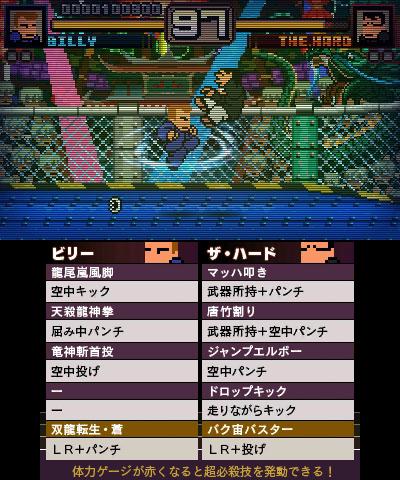 0000100000
97
BILLY
THE.HARD
ビリー ザ・ハード
龍尾嵐風脚 マッハ叩き
空中キック 武器所持＋パンチ
天殺龍神拳 唐竹割り
屈み中パンチ 武器所持＋空中パンチ
竜神斬首投 ジャンプエルボー
空中投げ 空中パンチ
ー ドロップキック
ー 走りながらキック
双龍転生・蒼 バク宙バスター
ＬＲ＋パンチ ＬＲ＋投げ
体力ゲージが赤くなると超必殺技を発動できる！